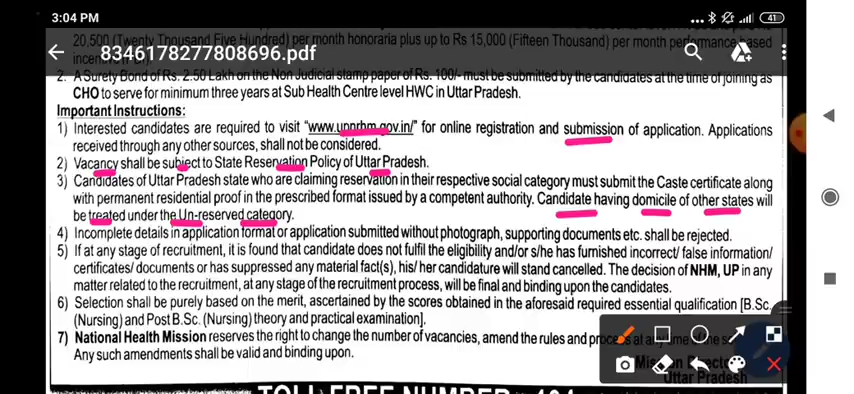 3:04 PM
41
20,500 (Twenty Thousand Five Hundred) per month honoraria plus up to Rs 15,000 (Fifteen Thousand) per month performance based
8346178277808696.pdf
2. A Surety Bond of Rs. 2.50 Lakh on the Non Judicial stamp paper of Rs. 100/- must be submitted by the candidates at the time of joining as
CHO to serve for minimum three years at Sub Health Centre level HWC in Uttar Pradesh.
Important Instructions:
1) Interested candidates are required to visit "www.upnrhm.gov.in/" for online registration and submission of application. Applications
received through any other sources, shall not be considered.
2) Vacancy shall be subject to State Reservation Policy of Uttar Pradesh.
3) Candidates of Uttar Pradesh state who are claiming reservation in their respective social category must submit the Caste certificate along
with permanent residential proof in the prescribed format issued by a competent authority. Candidate having domicile of other states will
be treated under the Un-reserved category.
4) Incomplete details in application format or application submitted without photograph, supporting documents etc. shall be rejected.
5) If at any stage of recruitment, it is found that candidate does not fulfil the eligibility and/or s/he has furnished incorrect/ false information/
certificates/ documents or has suppressed any material fact(s), his/ her candidature will stand cancelled. The decision of NHM, UP in any
matter related to the recruitment, at any stage of the recruitment process, will be final and binding upon the candidates.
6) Selection shall be purely based on the merit, ascertained by the scores obtained in the aforesaid required essential qualification [B.Sc.
(Nursing) and Post B.Sc. (Nursing) theory and practical examination].
7) National Health Mission reserves the right to change the number of vacancies, amend the rules and process at any time of the
Any such amendments shall be valid and binding upon.
Mission Director
Uttar Pradesh
TOLL FREE NUMBER